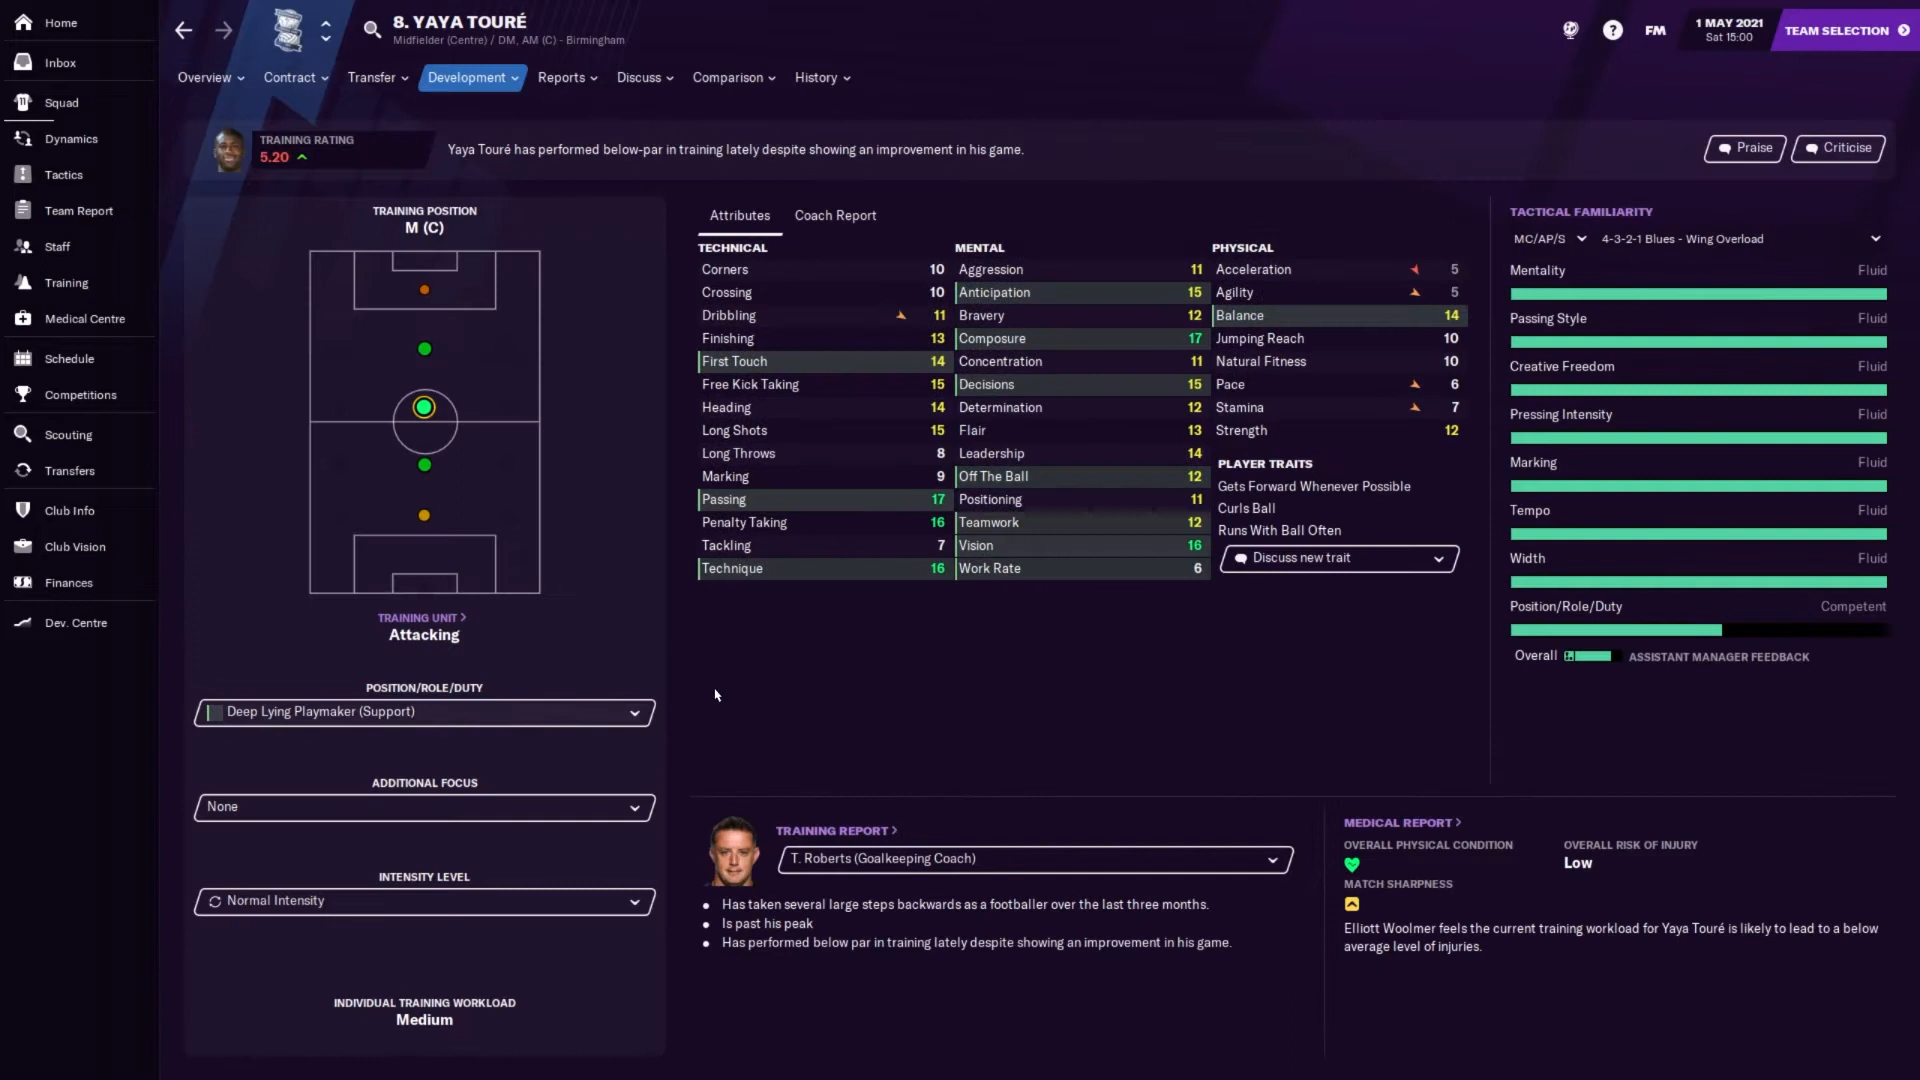 Home
Inbox
Squad
Dynamics
Tactics
Team Report
Staff
Training
Medical Centre
Schedule
Competitions
Scouting
Transfers
Club Info
Club Vision
Finances
Dev. Centre
8. YAYA TOURÉ
Midfielder (Centre) / DM, AM (C) - Birmingham
FM
1 MAY 2021
Sat 15:00
TEAM SELECTION
Overview Contract Transfer Development Reports Discuss Comparison History
TRAINING RATING
5.20
Yaya Touré has performed below-par in training lately despite showing an improvement in his game.
Praise
Criticise
TRAINING POSITION
M (C)
TRAINING UNIT >
Attacking
POSITION/ROLE/DUTY
Deep Lying Playmaker (Support)
ADDITIONAL FOCUS
None
INTENSITY LEVEL
Normal Intensity
INDIVIDUAL TRAINING WORKLOAD
Medium
Attributes Coach Report
TECHNICAL
Corners 10
Crossing 10
Dribbling 11
Finishing 13
First Touch 14
Free Kick Taking 15
Heading 14
Long Shots 15
Long Throws 8
Marking 9
Passing 17
Penalty Taking 16
Tackling 7
Technique 16
MENTAL
Aggression 11
Anticipation 15
Bravery 12
Composure 17
Concentration 11
Decisions 15
Determination 12
Flair 13
Leadership 14
Off The Ball 12
Positioning 11
Teamwork 12
Vision 16
Work Rate 6
PHYSICAL
Acceleration 5
Agility 5
Balance 14
Jumping Reach 10
Natural Fitness 10
Pace 6
Stamina 7
Strength 12
PLAYER TRAITS
Gets Forward Whenever Possible
Curls Ball
Runs With Ball Often
Discuss new trait
TACTICAL FAMILIARITY
MC/AP/S 4-3-2-1 Blues - Wing Overload
Mentality Fluid
Passing Style Fluid
Creative Freedom Fluid
Pressing Intensity Fluid
Marking Fluid
Tempo Fluid
Width Fluid
Position/Role/Duty Competent
Overall ASSISTANT MANAGER FEEDBACK
TRAINING REPORT >
T. Roberts (Goalkeeping Coach)
Has taken several large steps backwards as a footballer over the last three months.
Is past his peak
Has performed below par in training lately despite showing an improvement in his game.
MEDICAL REPORT >
OVERALL PHYSICAL CONDITION
OVERALL RISK OF INJURY
Low
MATCH SHARPNESS
Elliott Woolmer feels the current training workload for Yaya Touré is likely to lead to a below
average level of injuries.